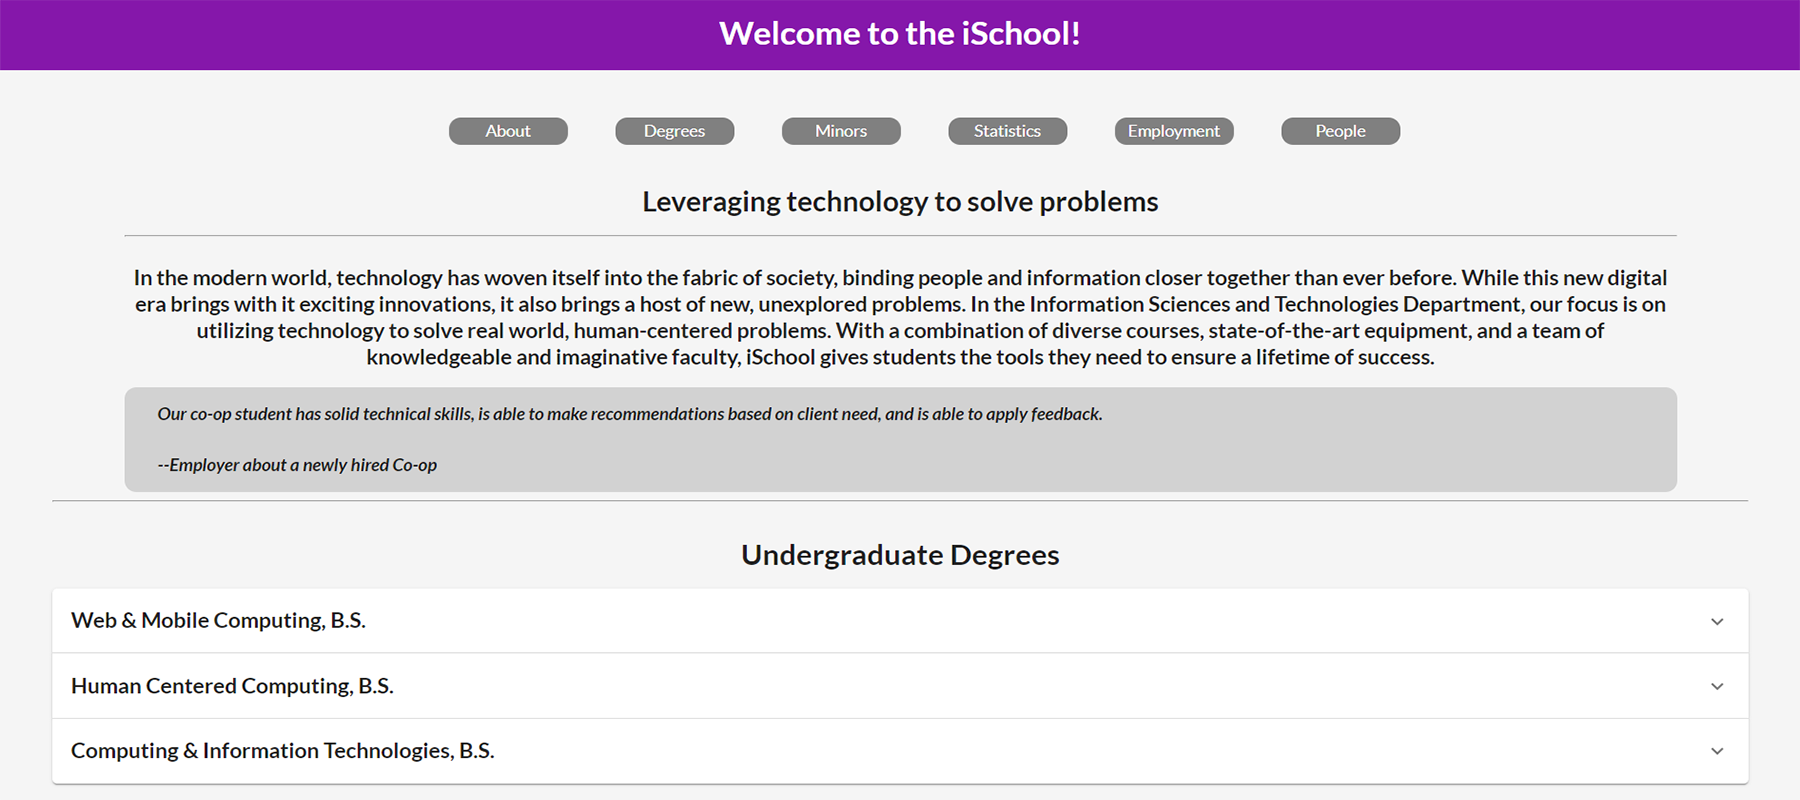 Welcome to the iSchool!
About
Degrees
Minors
Statistics
Employment
People
Leveraging technology to solve problems
In the modern world, technology has woven itself into the fabric of society, binding people and information closer together than ever before. While this new digital
era brings with it exciting innovations, it also brings a host of new, unexplored problems. In the Information Sciences and Technologies Department, our focus is on
utilizing technology to solve real world, human-centered problems. With a combination of diverse courses, state-of-the-art equipment, and a team of
knowledgeable and imaginative faculty, iSchool gives students the tools they need to ensure a lifetime of success.
Our co-op student has solid technical skills, is able to make recommendations based on client need, and is able to apply feedback.
--Employer about a newly hired Co-op
Undergraduate Degrees
Web & Mobile Computing, B.S.
Human Centered Computing, B.S.
Computing & Information Technologies, B.S.